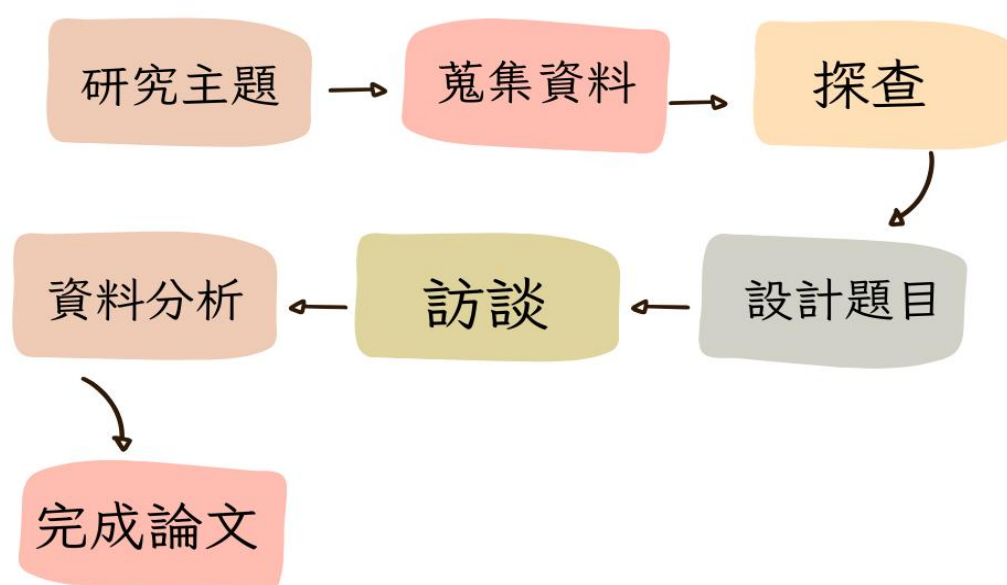 研究主題
蒐集資料
探查
設計題目
訪談
資料分析
完成論文